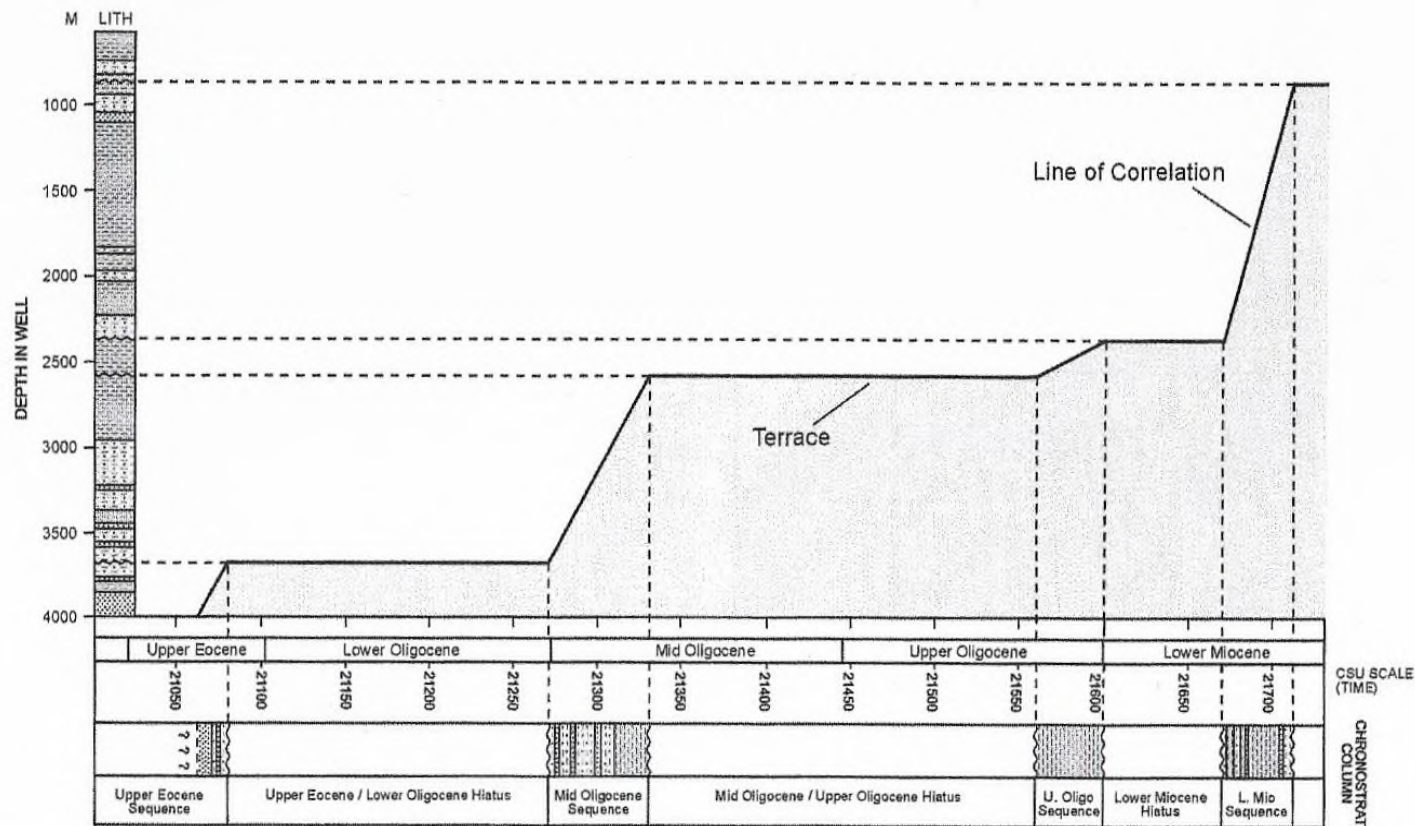 M LITH
1000
1500
2000
2500
3000
3500
4000
DEPTH IN WELL
Line of Correlation
Terrace
Upper Eocene Lower Oligocene Mid Oligocene Upper Oligocene Lower Miocene
21050 21100 21150 21200 21250 21300 21350 21400 21450 21500 21550 21600 21650 21700
CSU SCALE
(TIME)
?
?
?
CHRONOSTRAT
COLUMN
Upper Eocene
Sequence
Upper Eocene / Lower Oligocene Hiatus
Mid Oligocene
Sequence
Mid Oligocene / Upper Oligocene Hiatus
U. Oligo
Sequence
Lower Miocene
Hiatus
L. Mio
Sequence